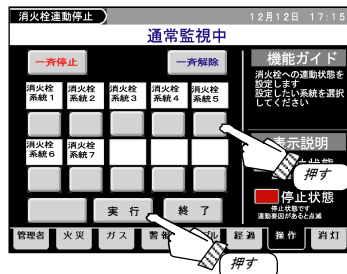 消火栓連動停止
12月12日 17:15
通常監視中
一斉停止
一斉解除
消火栓
系統1
消火栓
系統2
消火栓
系統3
消火栓
系統4
消火栓
系統5
消火栓
系統6
消火栓
系統7
実 行
終 了
機能ガイド
消火栓への連動状態を
設定します
設定したい系統を選択
してください
表示説明
停止状態
停止状態です
連動要因があると点滅
押す
押す
管理者
火災
ガス
経過
操作
消灯